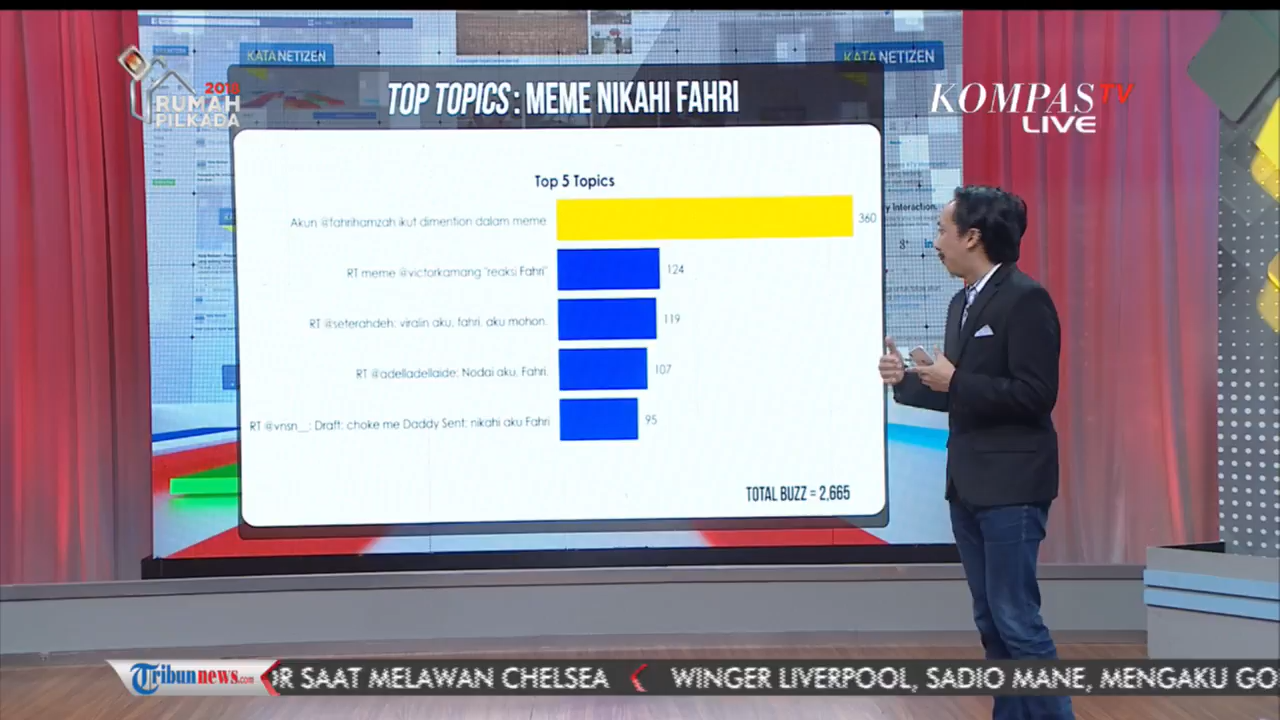 KATA NETIZEN
KATA NETIZEN
2018
RUMAH
PILKADA
TOP TOPICS : MEME NIKAHI FAHRI
KOMPAS TV
LIVE
Top 5 Topics
Akun @fahrihamzah ikut dimention dalam meme
360
RT meme @victorkamang "reaksi Fahri"
124
RT @seterahdeh: viralin aku, fahri. aku mohon.
119
RT @adelladellaide: Nodai aku, Fahri.
107
RT @vnsn__: Draft: choke me Daddy Sent: nikahi aku Fahri
95
TOTAL BUZZ = 2,665
y Interaction.
g+ in
Tribunnews.com
OR SAAT MELAWAN CHELSEA
WINGER LIVERPOOL, SADIO MANE, MENGAKU GO